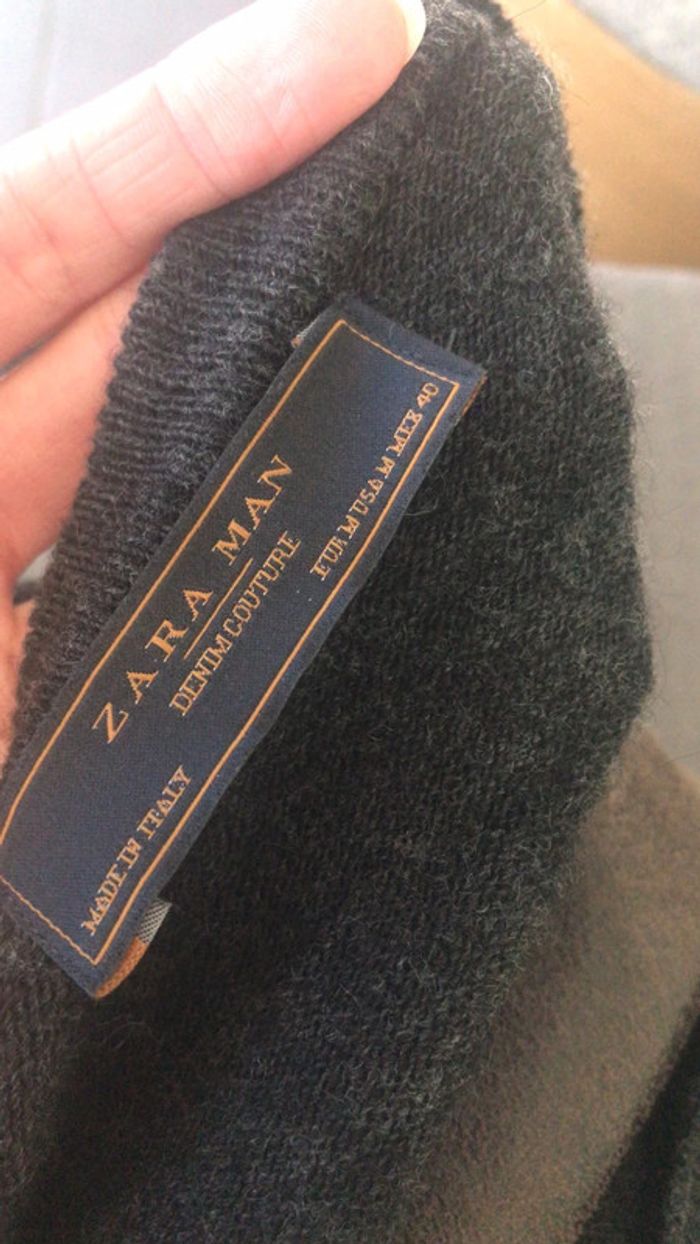 ZARA MAN
DENIM COUTURE
MADE IN ITALY
EUR M USA M MEX 40